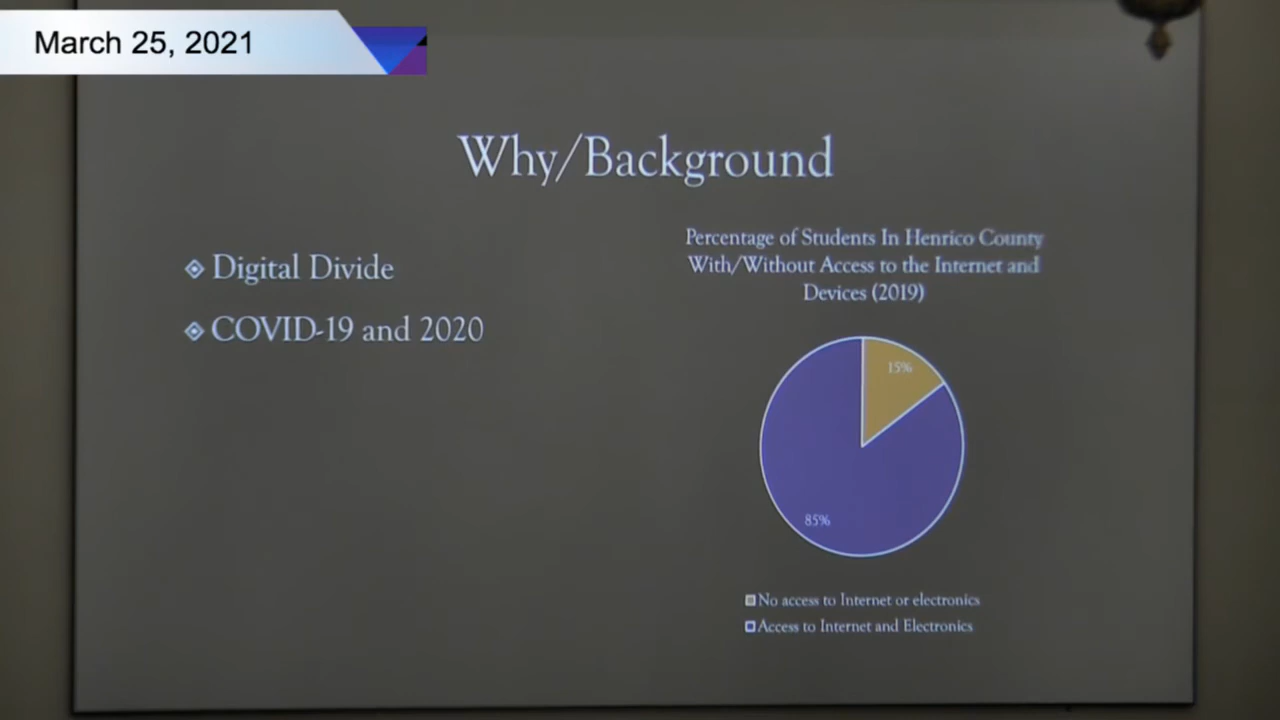 March 25, 2021
Why/Background
Digital Divide
COVID-19 and 2020
Percentage of Students In Henrico County
With/Without Access to the Internet and
Devices (2019)
15%
85%
No access to Internet or electronics
Access to Internet and Electronics